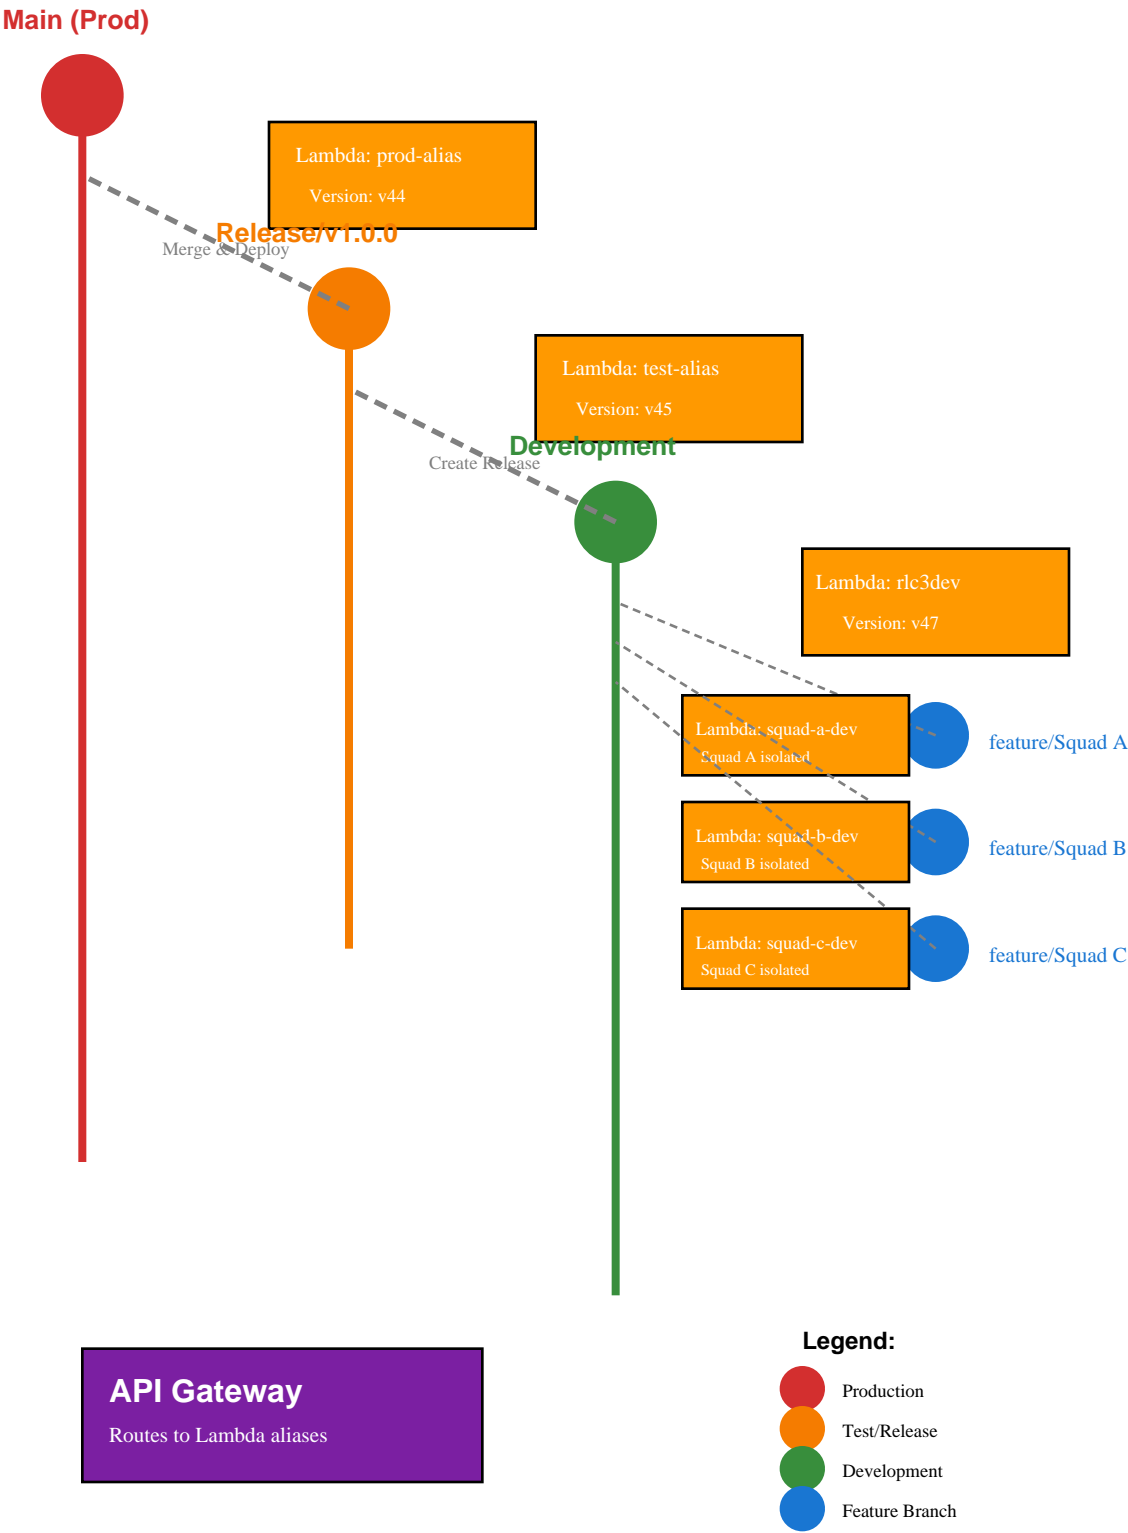 Main (Prod)
Lambda: prod-alias
Version: v44
Release/v1.0.0
Merge & Deploy
Lambda: test-alias
Version: v45
Development
Create Release
Lambda: rlc3dev
Version: v47
Lambda: squad-a-dev
Squad A isolated
feature/Squad A
Lambda: squad-b-dev
Squad B isolated
feature/Squad B
Lambda: squad-c-dev
Squad C isolated
feature/Squad C
API Gateway
Routes to Lambda aliases
Legend:
Production
Test/Release
Development
Feature Branch